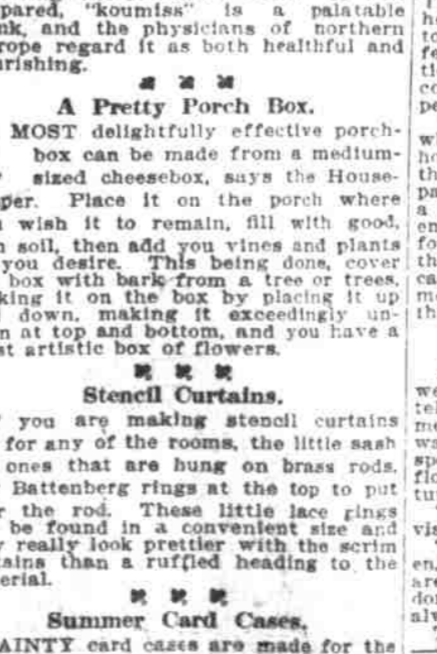 pared, "koumiss" is a palatable
nk, and the physicians of northern
rope regard it as both healthful and
urishing.
A Pretty Porch Box.
MOST delightfully effective porch-
box can be made from a medium-
sized cheesebox, says the House-
per. Place it on the porch where
wish it to remain, fill with good,
soil, then add you vines and plants
you desire. This being done, cover
box with bark from a tree or trees,
king it on the box by placing it up
down, making it exceedingly un-
n at top and bottom, and you have a
st artistic box of flowers.
Stencil Curtains.
you are making stencil curtains
for any of the rooms, the little sash
ones that are hung on brass rods,
Battenberg rings at the top to put
r the rod. These little lace rings
be found in a convenient size and
y really look prettier with the scrim
tains than a ruffled heading to the
erial.
Summer Card Cases.
AINTY card cases are made for the